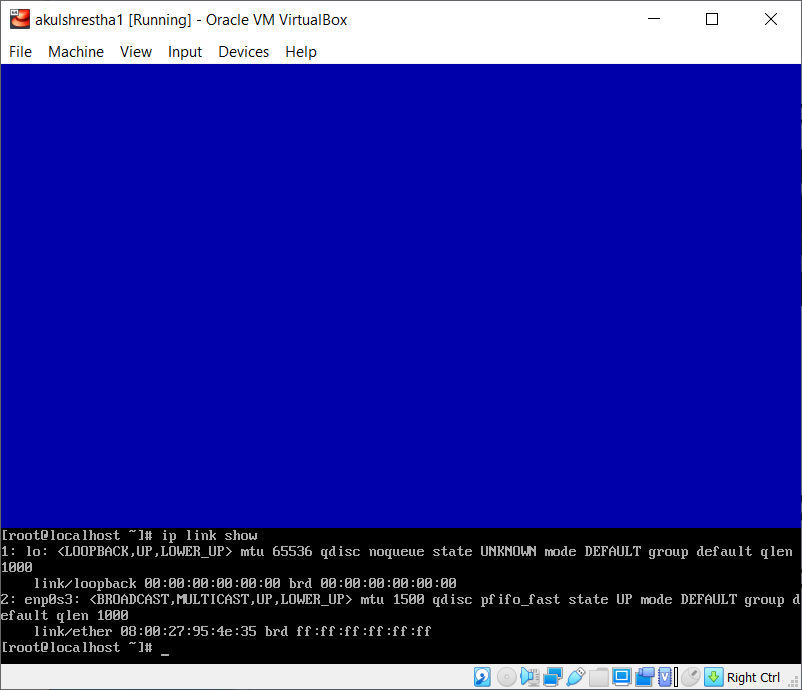 akulshrestha1 [Running] - Oracle VM VirtualBox
File Machine View Input Devices Help
[root@localhost ~]# ip link show
1: lo: <LOOPBACK,UP,LOWER_UP> mtu 65536 qdisc noqueue state UNKNOWN mode DEFAULT group default qlen
1000
    link/loopback 00:00:00:00:00:00 brd 00:00:00:00:00:00
2: enp0s3: <BROADCAST,MULTICAST,UP,LOWER_UP> mtu 1500 qdisc pfifo_fast state UP mode DEFAULT group d
efault qlen 1000
    link/ether 08:00:27:95:4e:35 brd ff:ff:ff:ff:ff:ff
[root@localhost ~]# _
Right Ctrl